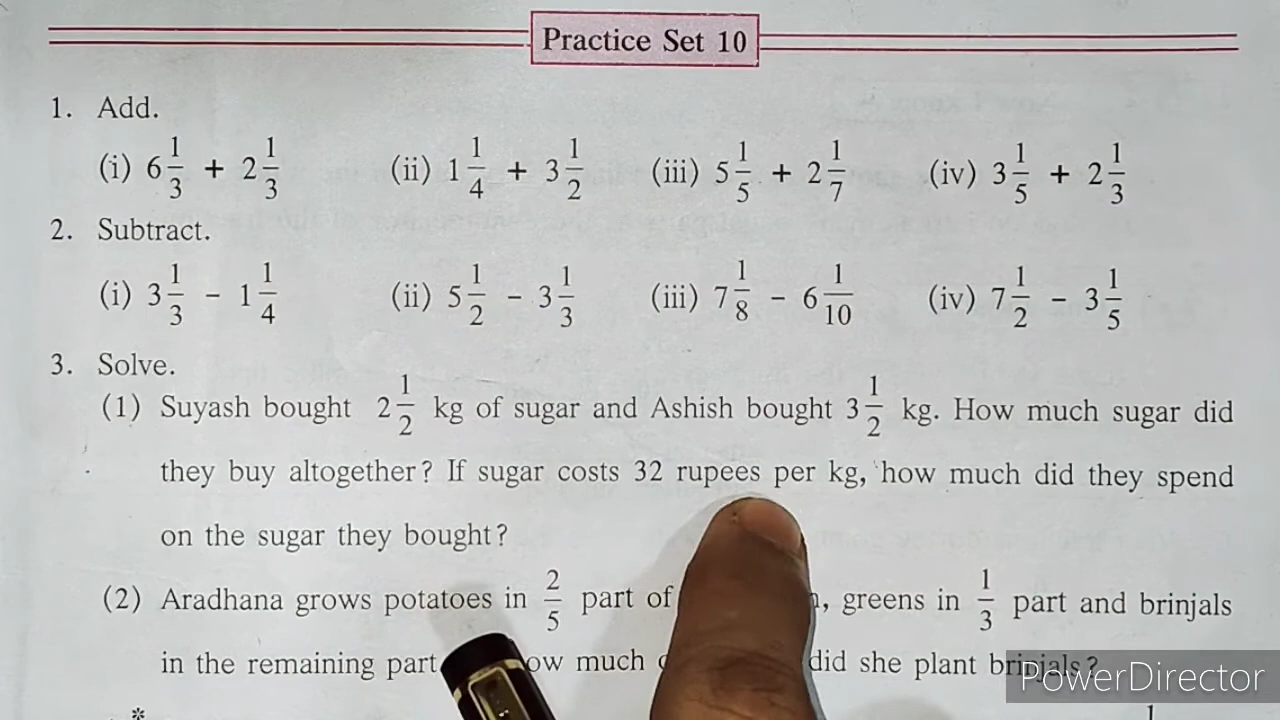 Practice Set 10
1. Add.
(i) 6 1/3 + 2 1/3 (ii) 1 1/4 + 3 1/2 (iii) 5 1/5 + 2 1/7 (iv) 3 1/5 + 2 1/3
2. Subtract.
(i) 3 1/3 - 1 1/4 (ii) 5 1/2 - 3 1/3 (iii) 7 1/8 - 6 1/10 (iv) 7 1/2 - 3 1/5
3. Solve.
(1) Suyash bought 2 1/2 kg of sugar and Ashish bought 3 1/2 kg. How much sugar did
they buy altogether? If sugar costs 32 rupees per kg, how much did they spend
on the sugar they bought?
(2) Aradhana grows potatoes in 2/5 part of greens in 1/3 part and brinjals
in the remaining part much did she plant brinjals?
* 1
PowerDirector